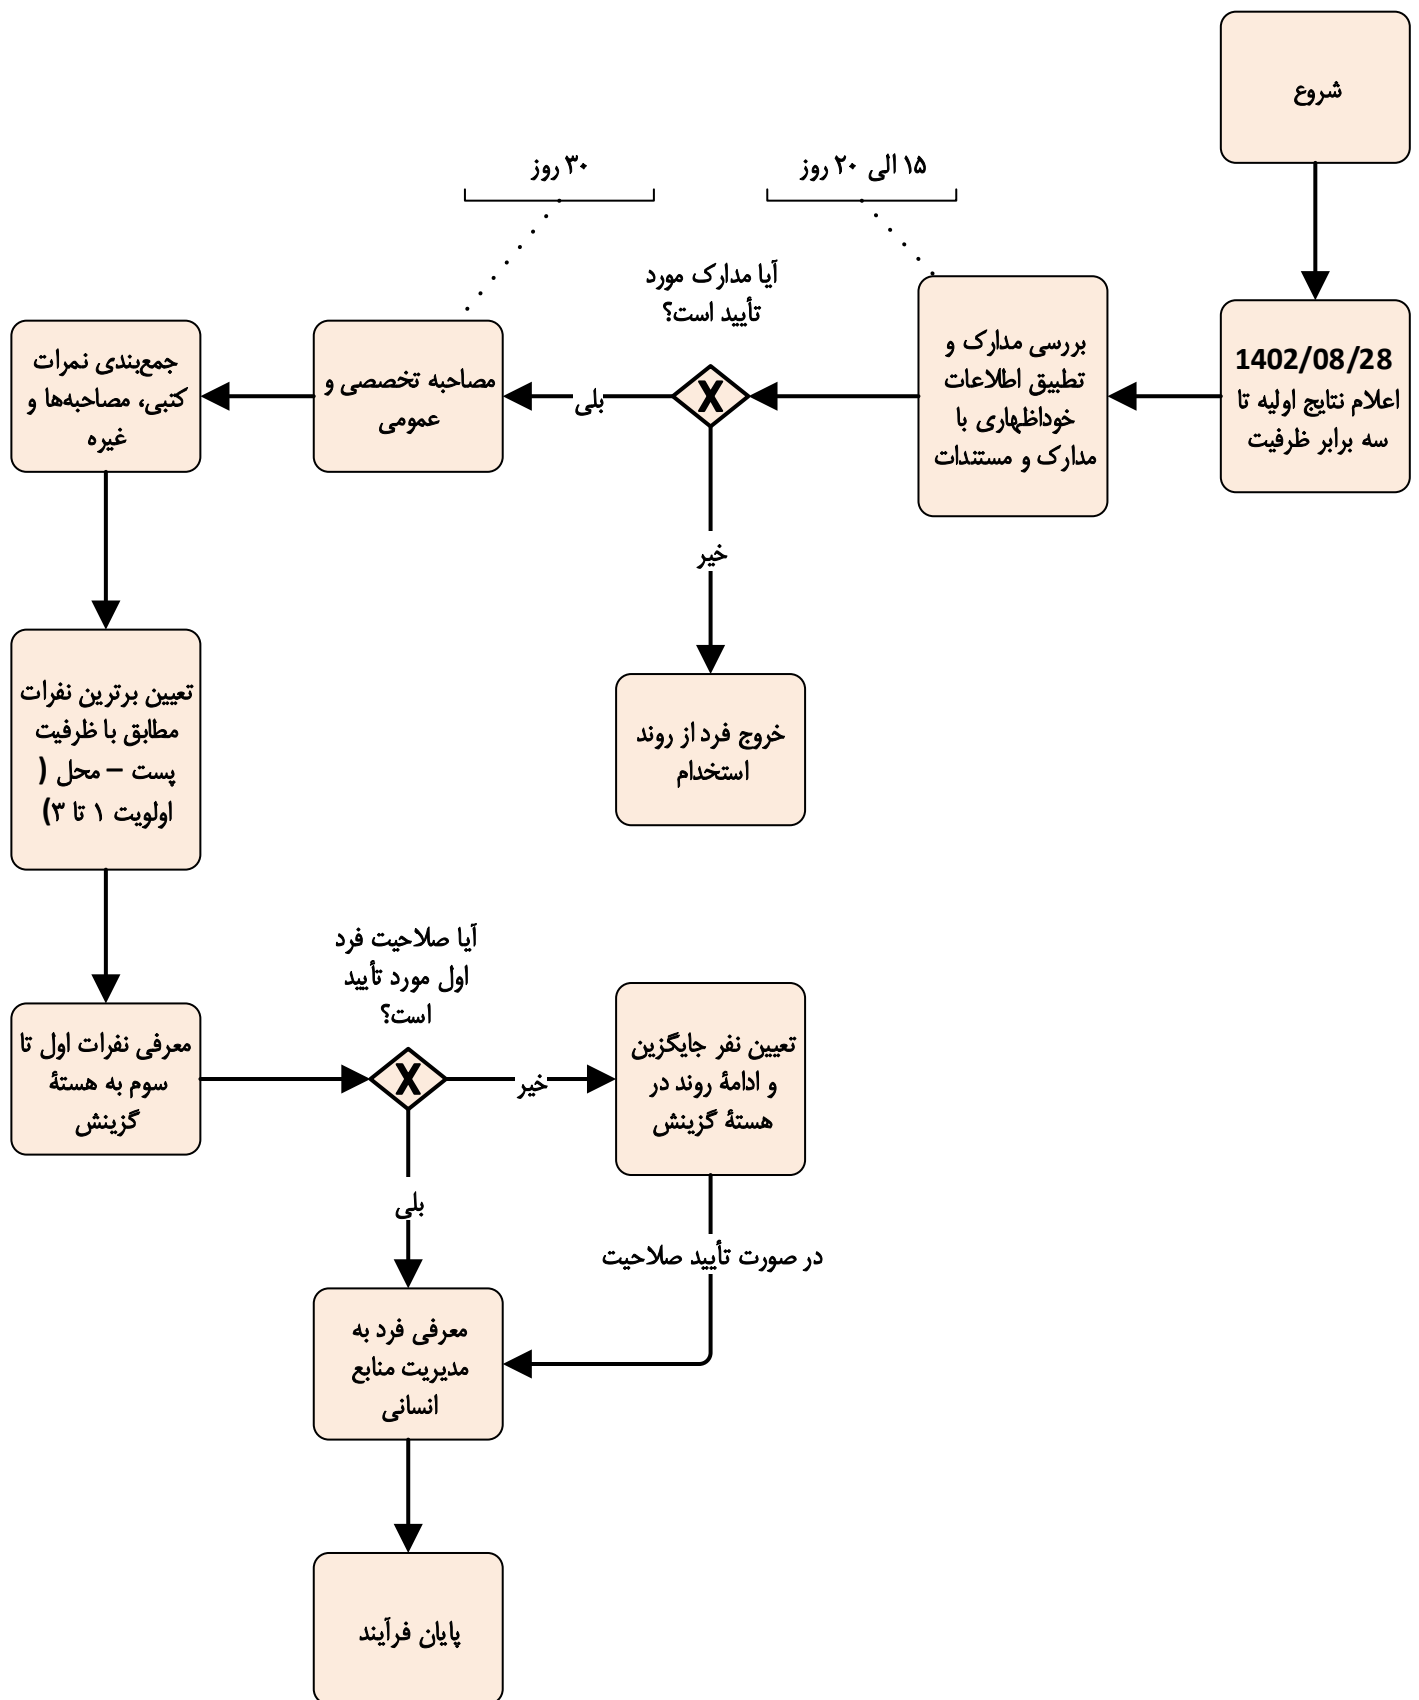 شروع
1402/08/28
اعلام نتایج اولیه تا
سه برابر ظرفیت
۱۵ الی ۲۰ روز
بررسی مدارک و
تطبیق اطلاعات
خوداظهاری با
مدارک و مستندات
آیا مدارک مورد
تأیید است؟
بلی
خیر
خروج فرد از روند
استخدام
۳۰ روز
مصاحبه تخصصی و
عمومی
جمع‌بندی نمرات
کتبی، مصاحبه‌ها و
غیره
تعیین برترین نفرات
مطابق با ظرفیت
پست – محل (
اولویت ۱ تا ۳)
معرفی نفرات اول تا
سوم به هستهٔ
گزینش
آیا صلاحیت فرد
اول مورد تأیید
است؟
خیر
تعیین نفر جایگزین
و ادامهٔ روند در
هستهٔ گزینش
بلی
در صورت تأیید صلاحیت
معرفی فرد به
مدیریت منابع
انسانی
پایان فرآیند